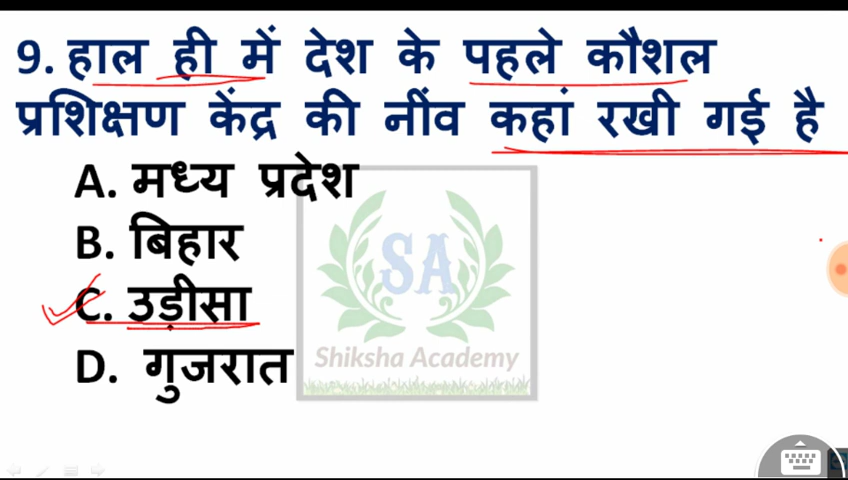 9. हाल ही में देश के पहले कौशल
प्रशिक्षण केंद्र की नींव कहां रखी गई है
A. मध्य प्रदेश
B. बिहार
C. उड़ीसा
D. गुजरात
SA
Shiksha Academy